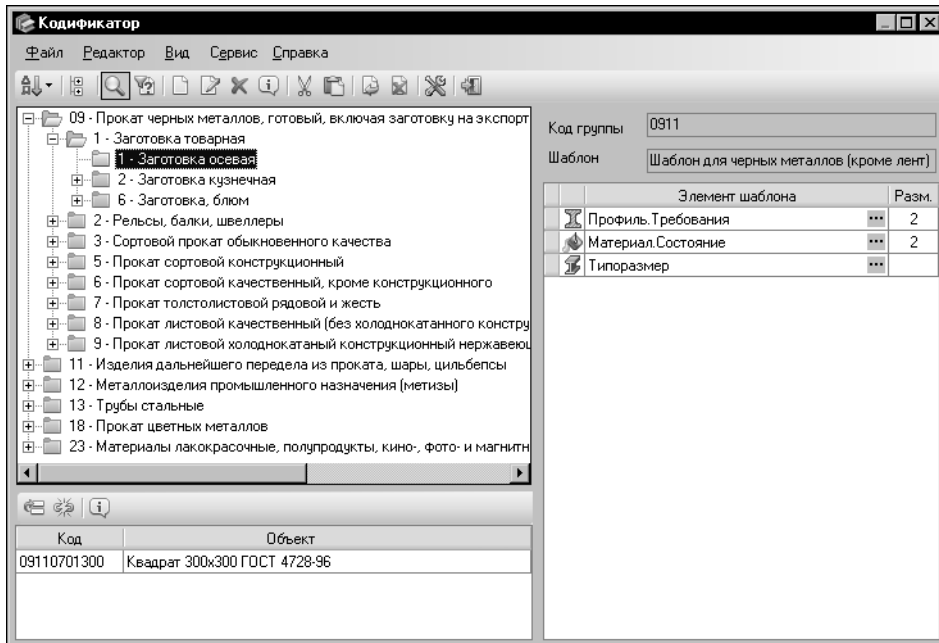 Кодификатор
Файл Редактор Вид Сервис Справка
09 - Прокат черных металлов, готовый, включая заготовку на экспорт
1 - Заготовка товарная
1 - Заготовка осевая
2 - Заготовка кузнечная
6 - Заготовка, блюм
2 - Рельсы, балки, швеллеры
3 - Сортовой прокат обыкновенного качества
5 - Прокат сортовой конструкционный
6 - Прокат сортовой качественный, кроме конструкционного
7 - Прокат толстолистовой рядовой и жесть
8 - Прокат листовой качественный (без холоднокатанного констру
9 - Прокат листовой холоднокатаный конструкционный нержавеющ
11 - Изделия дальнейшего передела из проката, шары, цильбепсы
12 - Металлоизделия промышленного назначения (метизы)
13 - Трубы стальные
18 - Прокат цветных металлов
23 - Материалы лакокрасочные, полупродукты, кино-, фото- и магнитн
Код Объект
09110701300 Квадрат 300x300 ГОСТ 4728-96
Код группы 0911
Шаблон Шаблон для черных металлов (кроме лент)
Элемент шаблона Разм.
Профиль.Требования ... 2
Материал.Состояние ... 2
Типоразмер ...